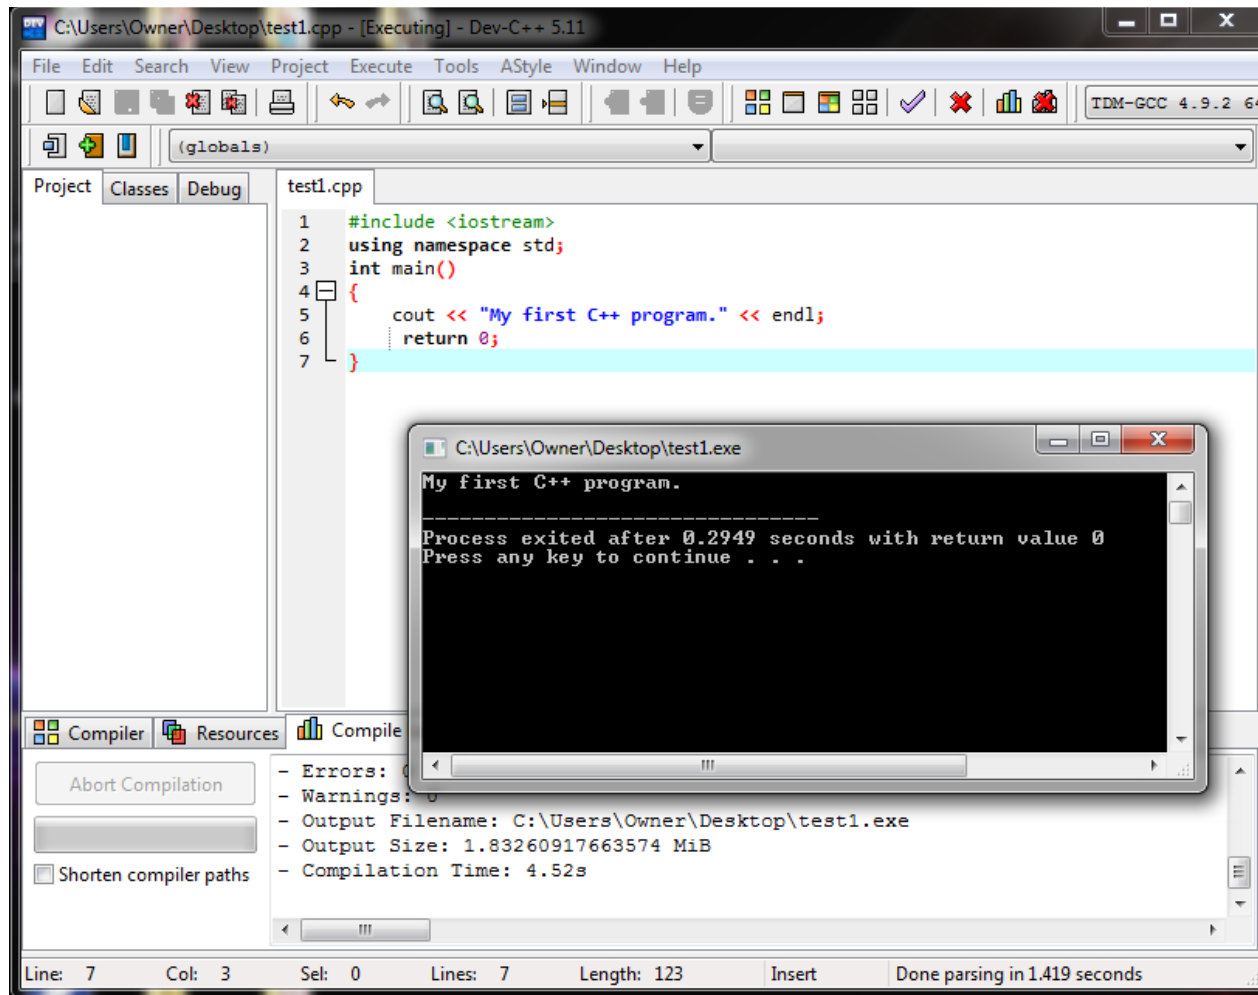 C:\Users\Owner\Desktop\test1.cpp - [Executing] - Dev-C++ 5.11
File Edit Search View Project Execute Tools AStyle Window Help
TDM-GCC 4.9.2
(globals)
Project Classes Debug
test1.cpp
1 #include <iostream>
2 using namespace std;
3 int main()
4 {
5 cout << "My first C++ program." << endl;
6 return 0;
7 }
C:\Users\Owner\Desktop\test1.exe
My first C++ program.
--------------------------------
Process exited after 0.2949 seconds with return value 0
Press any key to continue . . .
Compiler Resources Compile
Abort Compilation
Shorten compiler paths
- Errors:
- Warnings: 0
- Output Filename: C:\Users\Owner\Desktop\test1.exe
- Output Size: 1.83260917663574 MiB
- Compilation Time: 4.52s
Line: 7 Col: 3 Sel: 0 Lines: 7 Length: 123 Insert Done parsing in 1.419 seconds